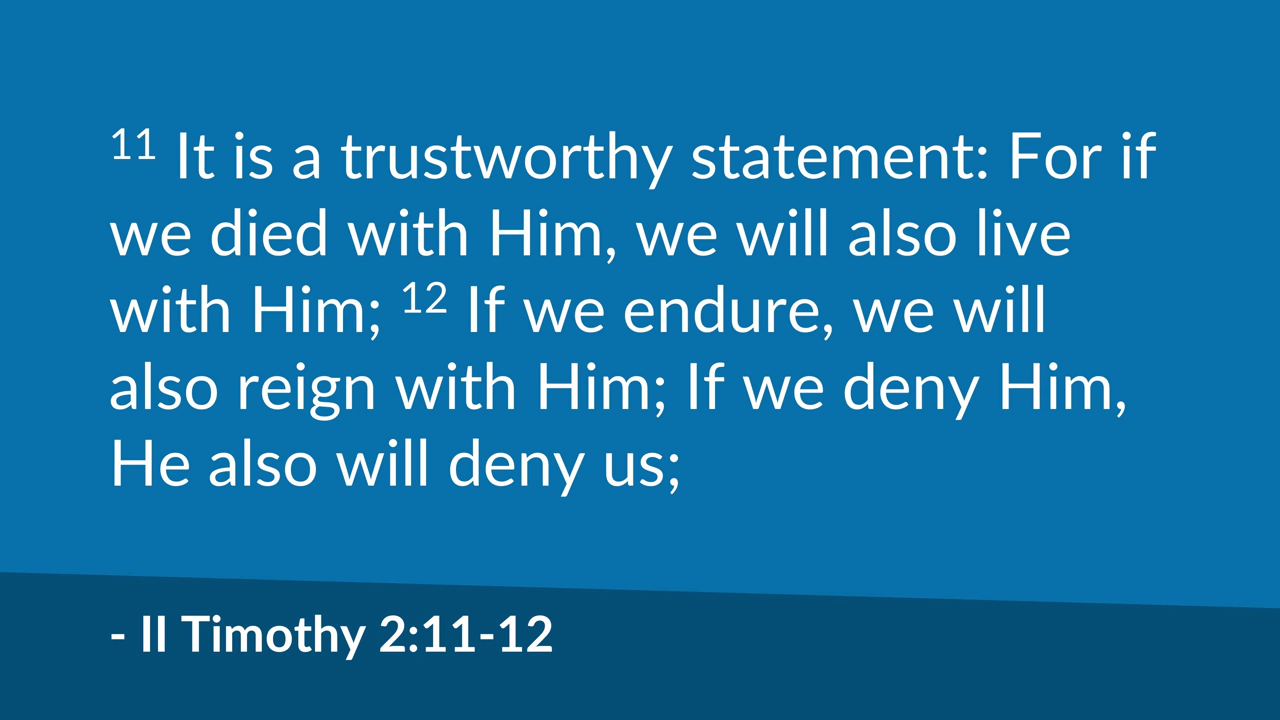 11 It is a trustworthy statement: For if
we died with Him, we will also live
with Him; 12 If we endure, we will
also reign with Him; If we deny Him,
He also will deny us;
- II Timothy 2:11-12